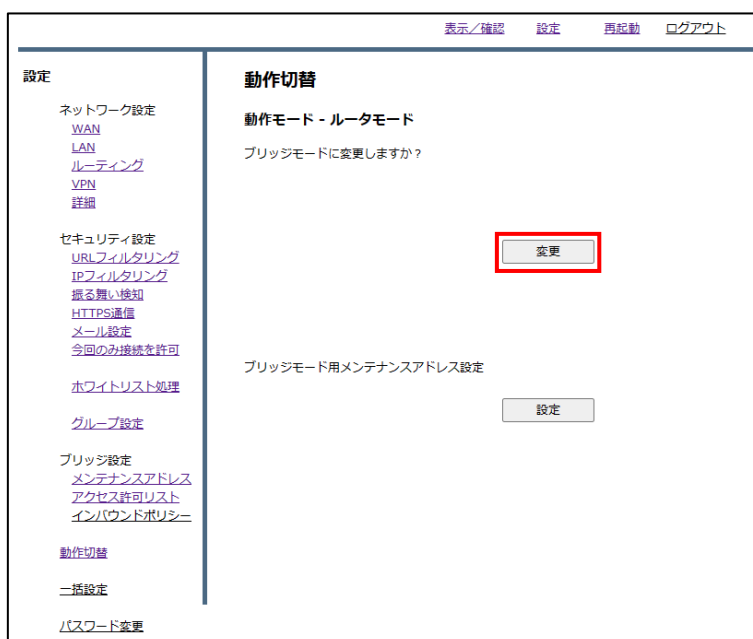 表示／確認 設定 再起動 ログアウト
設定
ネットワーク設定
WAN
LAN
ルーティング
VPN
詳細
セキュリティ設定
URLフィルタリング
IPフィルタリング
振る舞い検知
HTTPS通信
メール設定
今回のみ接続を許可
ホワイトリスト処理
グループ設定
ブリッジ設定
メンテナンスアドレス
アクセス許可リスト
インバウンドポリシー
動作切替
一括設定
パスワード変更
動作切替
動作モード - ルータモード
ブリッジモードに変更しますか？
変更
ブリッジモード用メンテナンスアドレス設定
設定